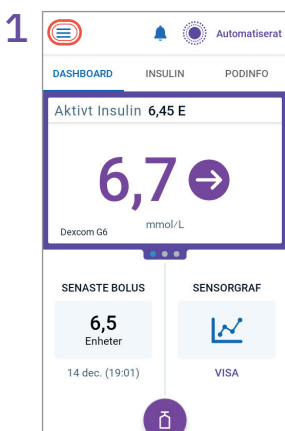 1
Automatiserat
DASHBOARD INSULIN PODINFO
Aktivt Insulin 6,45 E
6,7
mmol/L
Dexcom G6
SENASTE BOLUS SENSORGRAF
6,5
Enheter
14 dec. (19:01) VISA